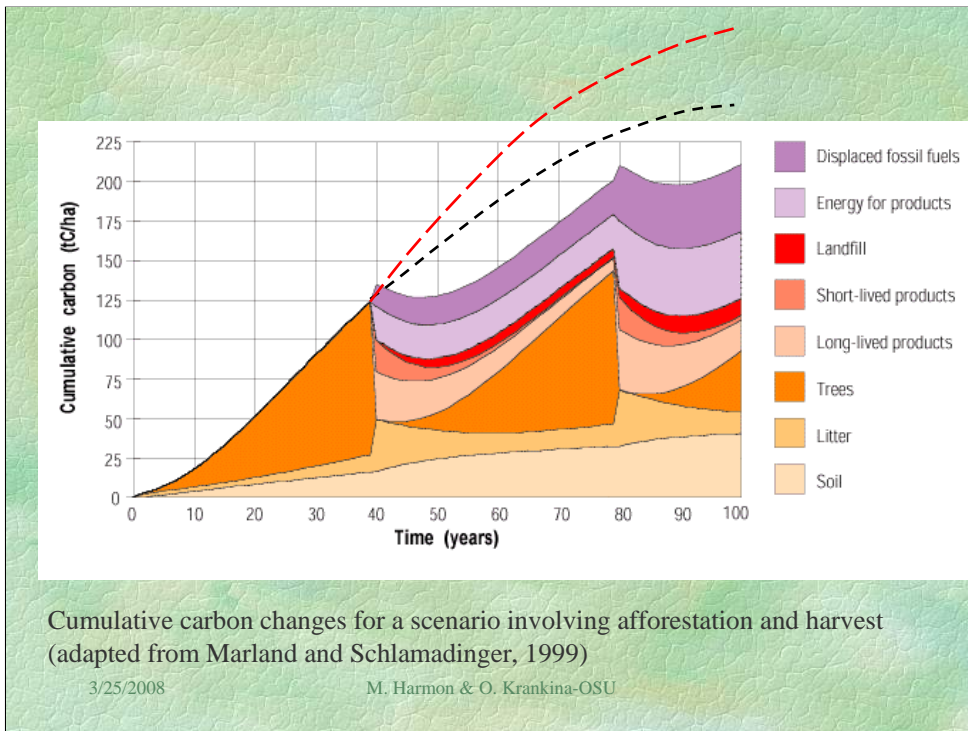 225
200
175
150
125
100
75
50
25
0
Cumulative carbon (tC/ha)
0 10 20 30 40 50 60 70 80 90 100
Time (years)
Displaced fossil fuels
Energy for products
Landfill
Short-lived products
Long-lived products
Trees
Litter
Soil
Cumulative carbon changes for a scenario involving afforestation and harvest
(adapted from Marland and Schlamadinger, 1999)
3/25/2008 M. Harmon & O. Krankina-OSU